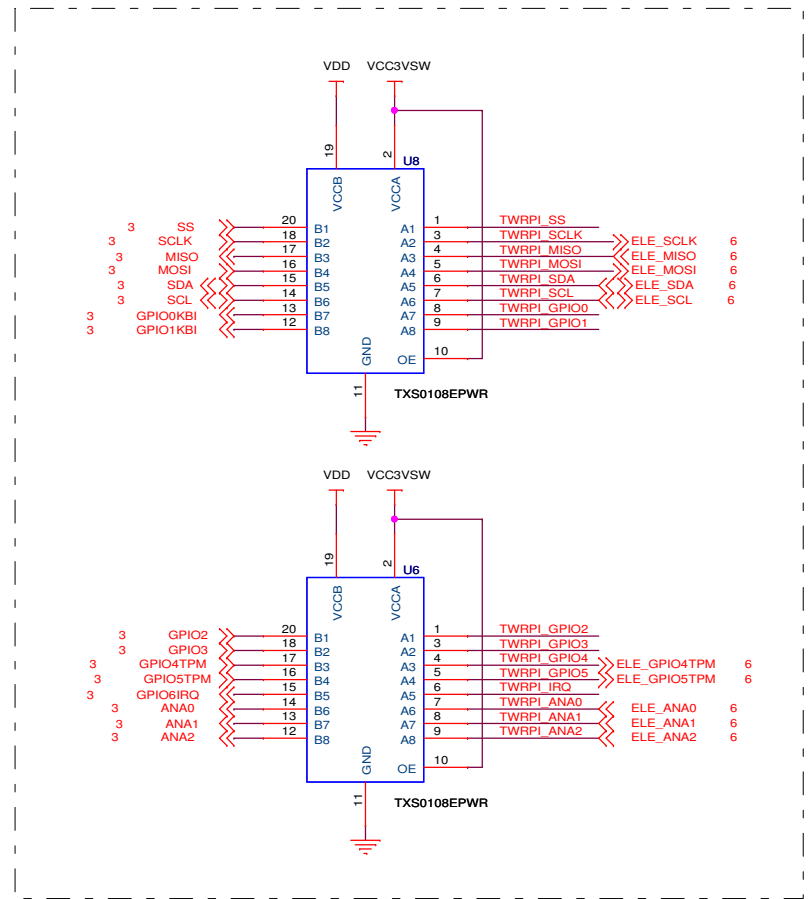 VDD VCC3VSW
19 2 U8
VCCB VCCA
3 SS 20 B1 A1 1 TWRPI_SS
3 SCLK 18 B2 A2 3 TWRPI_SCLK ELE_SCLK 6
3 MISO 17 B3 A3 4 TWRPI_MISO ELE_MISO 6
3 MOSI 16 B4 A4 5 TWRPI_MOSI ELE_MOSI 6
3 SDA 15 B5 A5 6 TWRPI_SDA ELE_SDA 6
3 SCL 14 B6 A6 7 TWRPI_SCL ELE_SCL 6
3 GPIO0KBI 13 B7 A7 8 TWRPI_GPIO0
3 GPIO1KBI 12 B8 A8 9 TWRPI_GPIO1
GND OE 10
11 TXS0108EPWR
VDD VCC3VSW
19 2 U6
VCCB VCCA
3 GPIO2 20 B1 A1 1 TWRPI_GPIO2
3 GPIO3 18 B2 A2 3 TWRPI_GPIO3
3 GPIO4TPM 17 B3 A3 4 TWRPI_GPIO4 ELE_GPIO4TPM 6
3 GPIO5TPM 16 B4 A4 5 TWRPI_GPIO5 ELE_GPIO5TPM 6
3 GPIO6IRQ 15 B5 A5 6 TWRPI_IRQ
3 ANA0 14 B6 A6 7 TWRPI_ANA0 ELE_ANA0 6
3 ANA1 13 B7 A7 8 TWRPI_ANA1 ELE_ANA1 6
3 ANA2 12 B8 A8 9 TWRPI_ANA2 ELE_ANA2 6
GND OE 10
11 TXS0108EPWR